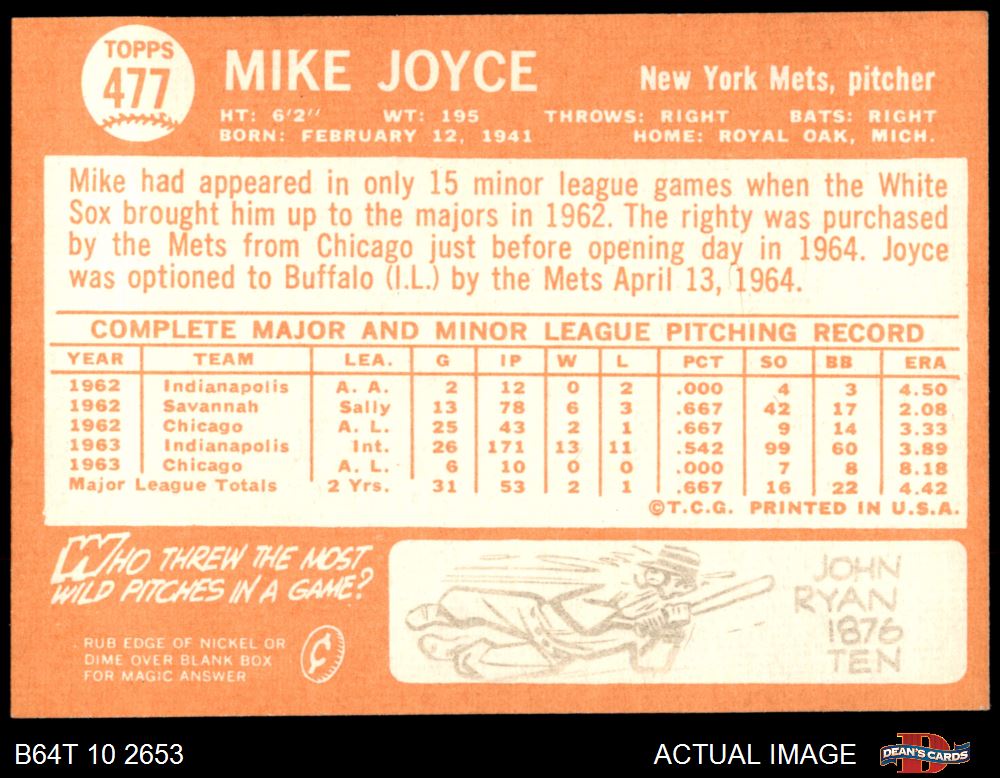 TOPPS
477
MIKE JOYCE
New York Mets, pitcher
HT: 6'2" WT: 195 THROWS: RIGHT BATS: RIGHT
BORN: FEBRUARY 12, 1941 HOME: ROYAL OAK, MICH.
Mike had appeared in only 15 minor league games when the White
Sox brought him up to the majors in 1962. The righty was purchased
by the Mets from Chicago just before opening day in 1964. Joyce
was optioned to Buffalo (I.L.) by the Mets April 13, 1964.
COMPLETE MAJOR AND MINOR LEAGUE PITCHING RECORD
YEAR TEAM LEA. G IP W L PCT SO BB ERA
1962 Indianapolis A. A. 2 12 0 2 .000 4 3 4.50
1962 Savannah Sally 13 78 6 3 .667 42 17 2.08
1962 Chicago A. L. 25 43 2 1 .667 9 14 3.33
1963 Indianapolis Int. 26 171 13 11 .542 99 60 3.89
1963 Chicago A. L. 6 10 0 0 .000 7 8 8.18
Major League Totals 2 Yrs. 31 53 2 1 .667 16 22 4.42
©T.C.G. PRINTED IN U.S.A.
WHO THREW THE MOST
WILD PITCHES IN A GAME?
RUB EDGE OF NICKEL OR
DIME OVER BLANK BOX
FOR MAGIC ANSWER
JOHN
RYAN
1876
TEN
B64T 10 2653
ACTUAL IMAGE
D
DEAN'S CARDS